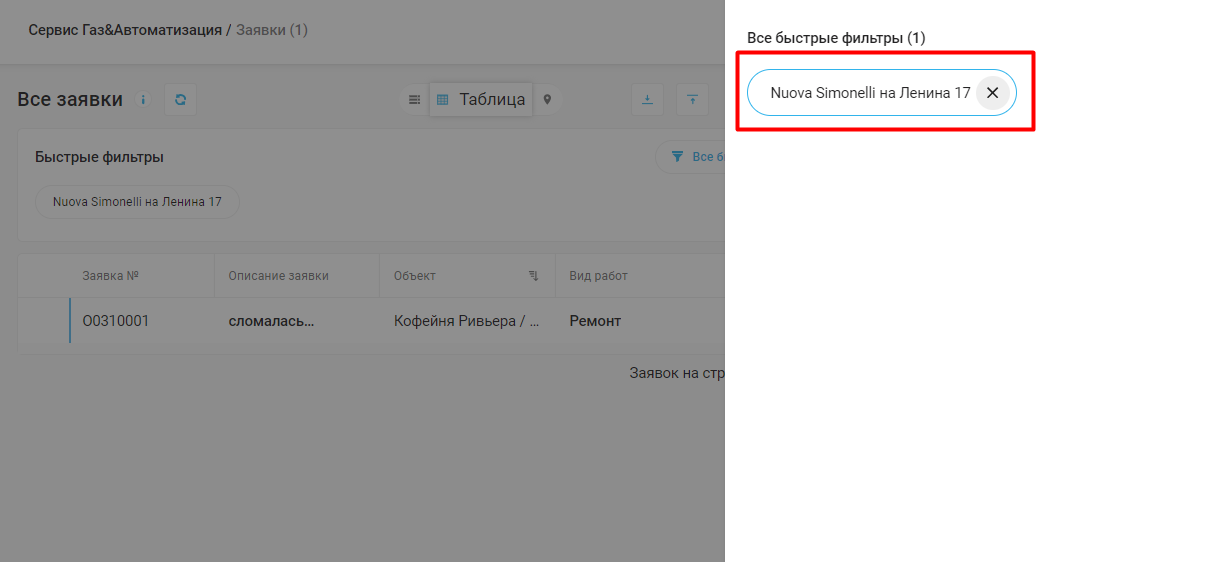 Сервис Газ&Автоматизация / Заявки (1)
Все заявки
Таблица
Быстрые фильтры
Все б
Nuova Simonelli на Ленина 17
Заявка № Описание заявки Объект Вид работ
O0310001 сломалась... Кофейня Ривьера / ... Ремонт
Заявок на стр
Все быстрые фильтры (1)
Nuova Simonelli на Ленина 17